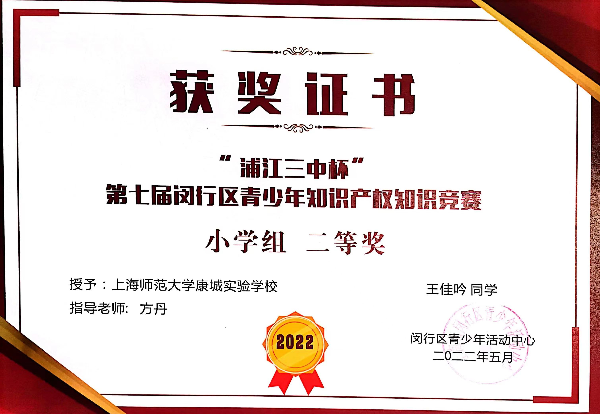 获奖证书
“浦江三中杯”
第七届闵行区青少年知识产权知识竞赛
小学组 二等奖
授予：上海师范大学康城实验学校 王佳吟 同学
指导老师: 方丹
2022
闵行区青少年活动中心
二〇二二年五月